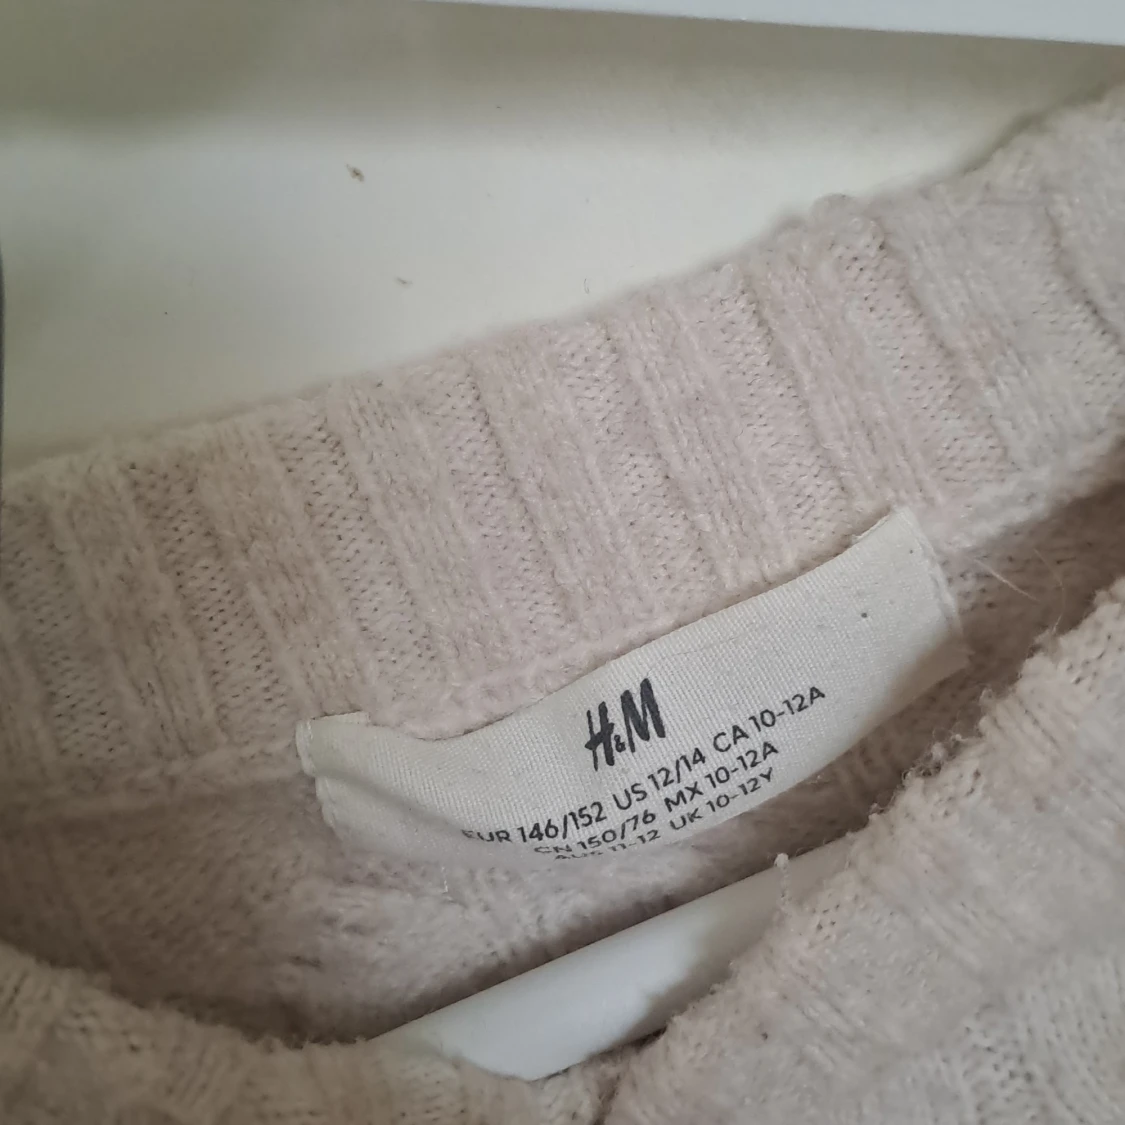 H&M
EUR 146/152 US 12/14 CA 10-12A
CN 150/76 MX 10-12A
AUS 11-12 UK 10-12Y